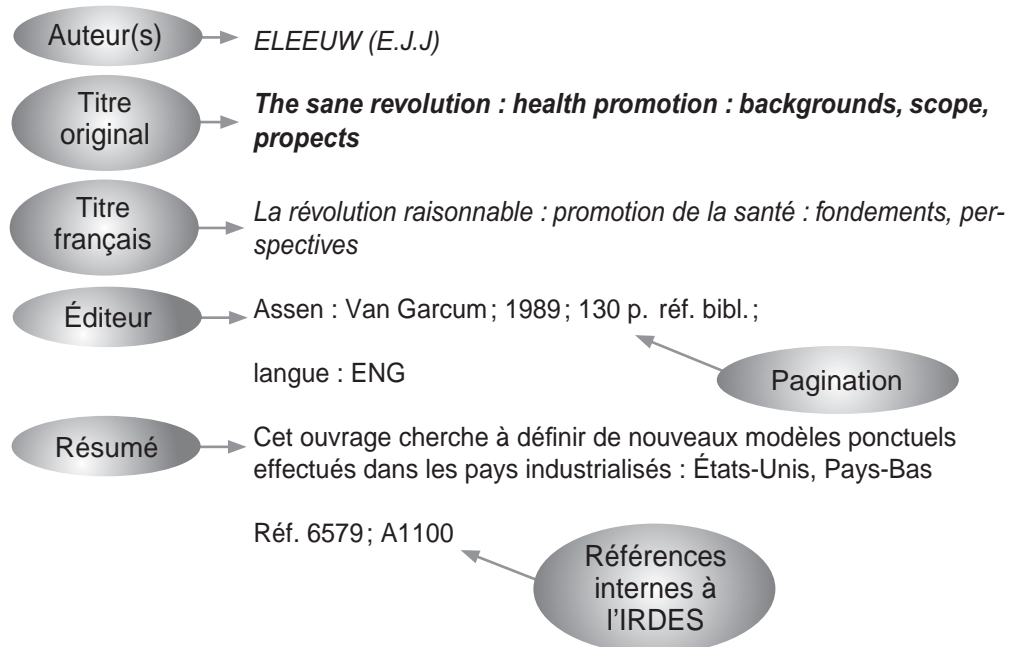 Auteur(s)
ELEEUW (E.J.J)
Titre
original
The sane revolution : health promotion : backgrounds, scope,
propects
Titre
français
La révolution raisonnable : promotion de la santé : fondements, per-
spectives
Éditeur
Assen : Van Garcum ; 1989 ; 130 p. réf. bibl. ;
langue : ENG
Pagination
Résumé
Cet ouvrage cherche à définir de nouveaux modèles ponctuels
effectués dans les pays industrialisés : États-Unis, Pays-Bas
Réf. 6579 ; A1100
Références
internes à
l'IRDES